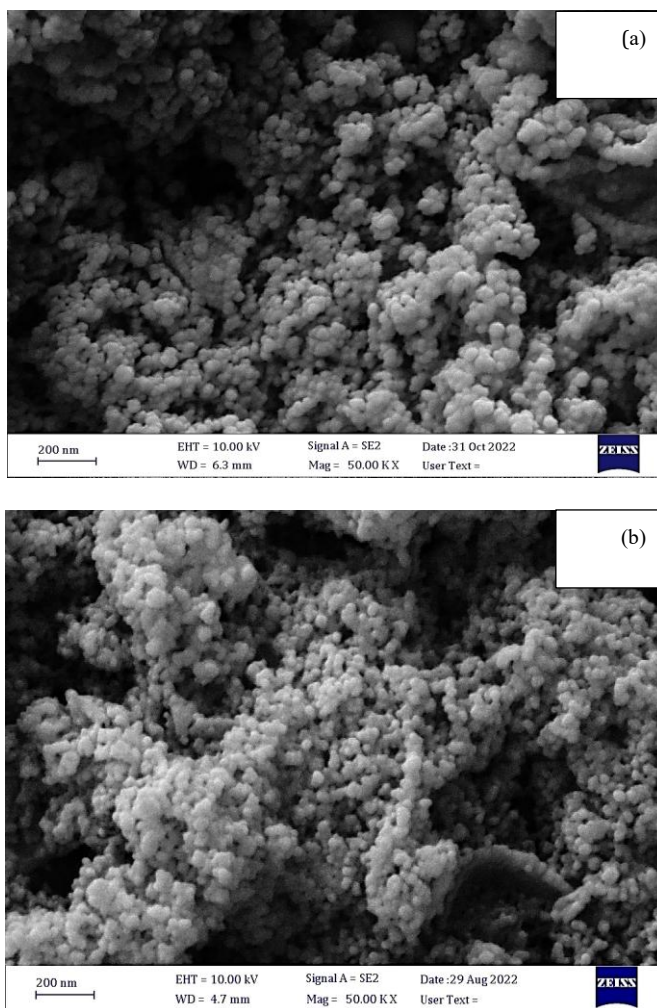 (a)
200 nm EHT = 10.00 kV Signal A = SE2 Date :31 Oct 2022 ZEISS
WD = 6.3 mm Mag = 50.00 K X User Text =
(b)
200 nm EHT = 10.00 kV Signal A = SE2 Date :29 Aug 2022 ZEISS
WD = 4.7 mm Mag = 50.00 K X User Text =